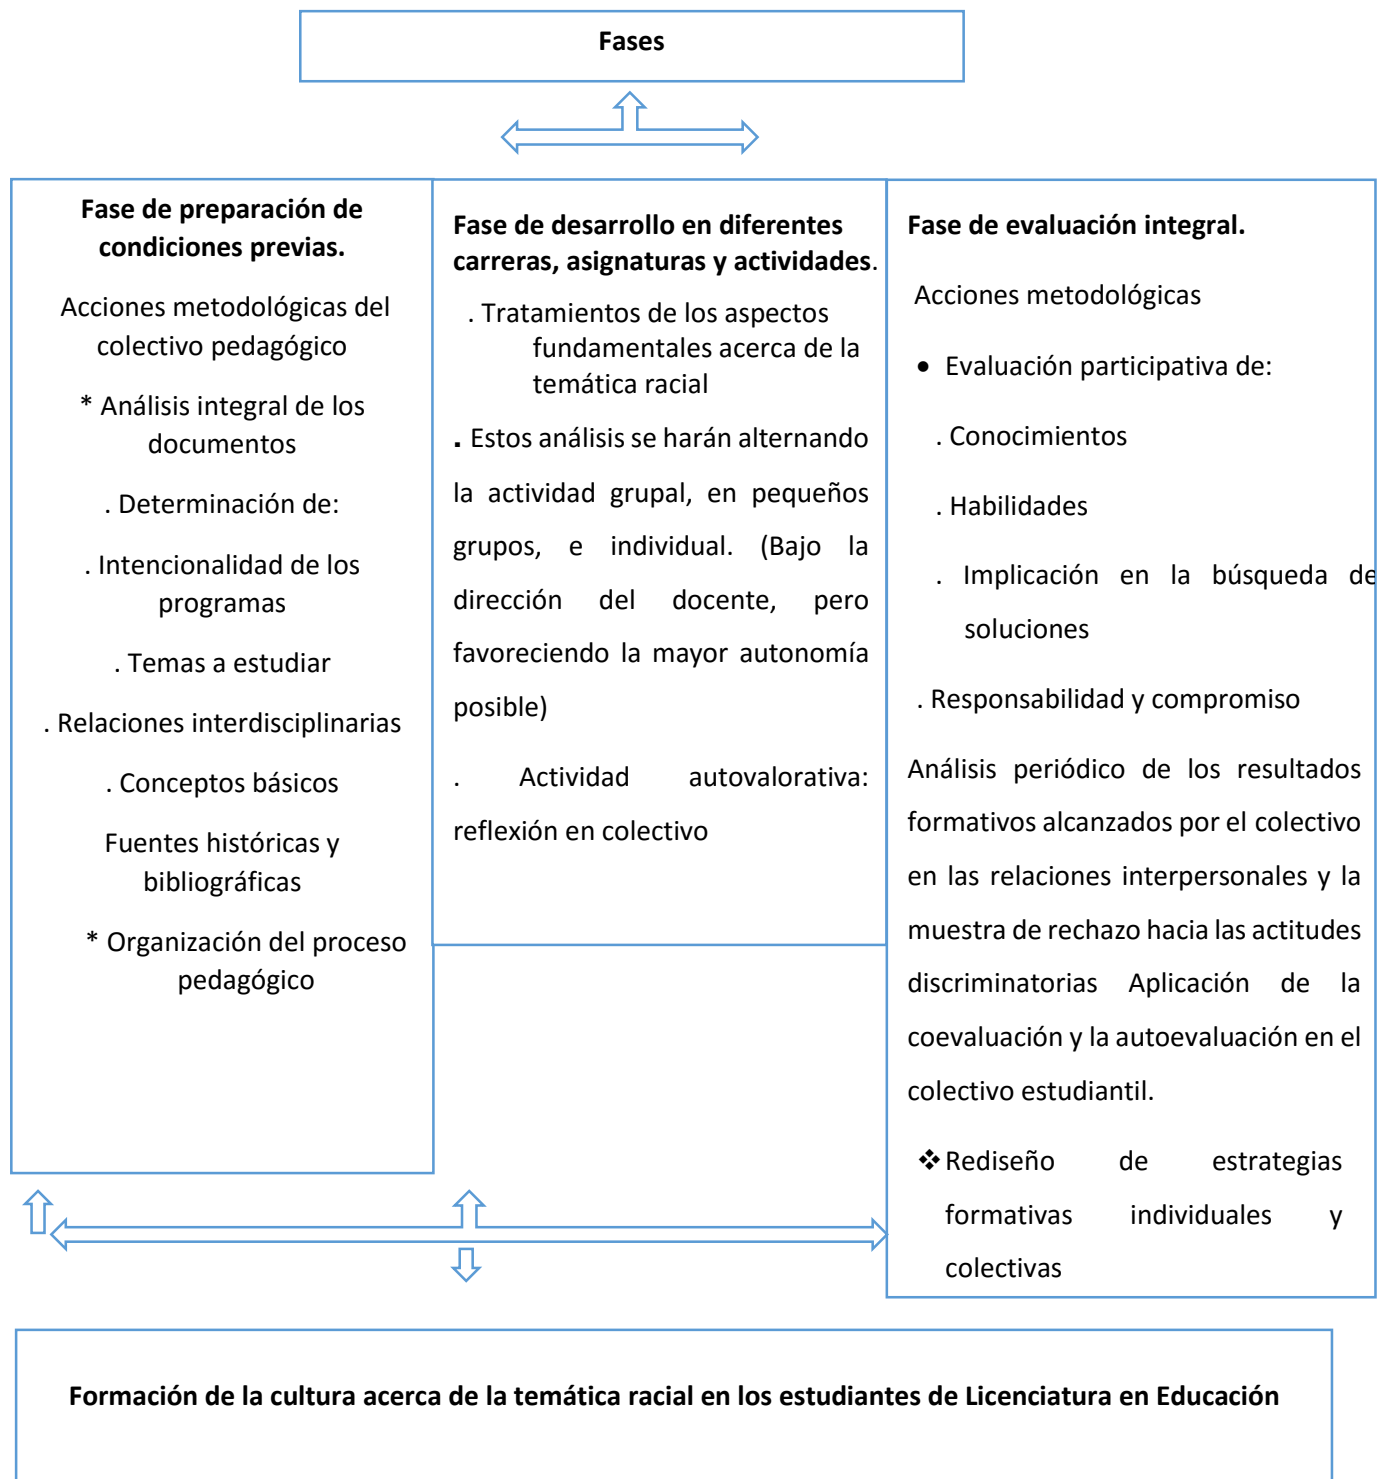 Fases
Fase de preparación de
condiciones previas.
Acciones metodológicas del
colectivo pedagógico
* Análisis integral de los
documentos
. Determinación de:
. Intencionalidad de los
programas
. Temas a estudiar
. Relaciones interdisciplinarias
. Conceptos básicos
Fuentes históricas y
bibliográficas
* Organización del proceso
pedagógico
Fase de desarrollo en diferentes
carreras, asignaturas y actividades.
. Tratamientos de los aspectos
fundamentales acerca de la
temática racial
. Estos análisis se harán alternando
la actividad grupal, en pequeños
grupos, e individual. (Bajo la
dirección del docente, pero
favoreciendo la mayor autonomía
posible)
. Actividad autovalorativa:
reflexión en colectivo
Fase de evaluación integral.
Acciones metodológicas
• Evaluación participativa de:
. Conocimientos
. Habilidades
. Implicación en la búsqueda de
soluciones
. Responsabilidad y compromiso
Análisis periódico de los resultados
formativos alcanzados por el colectivo
en las relaciones interpersonales y la
muestra de rechazo hacia las actitudes
discriminatorias Aplicación de la
coevaluación y la autoevaluación en el
colectivo estudiantil.
❖ Rediseño de estrategias
formativas individuales y
colectivas
Formación de la cultura acerca de la temática racial en los estudiantes de Licenciatura en Educación